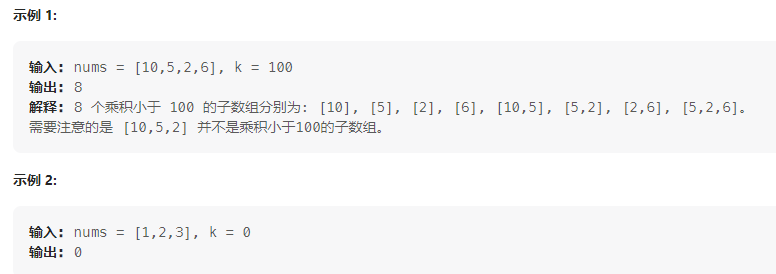 示例 1:
输入: nums = [10,5,2,6], k = 100
输出: 8
解释: 8 个乘积小于 100 的子数组分别为: [10], [5], [2], [6], [10,5], [5,2], [2,6], [5,2,6]。
需要注意的是 [10,5,2] 并不是乘积小于100的子数组。
示例 2:
输入: nums = [1,2,3], k = 0
输出: 0